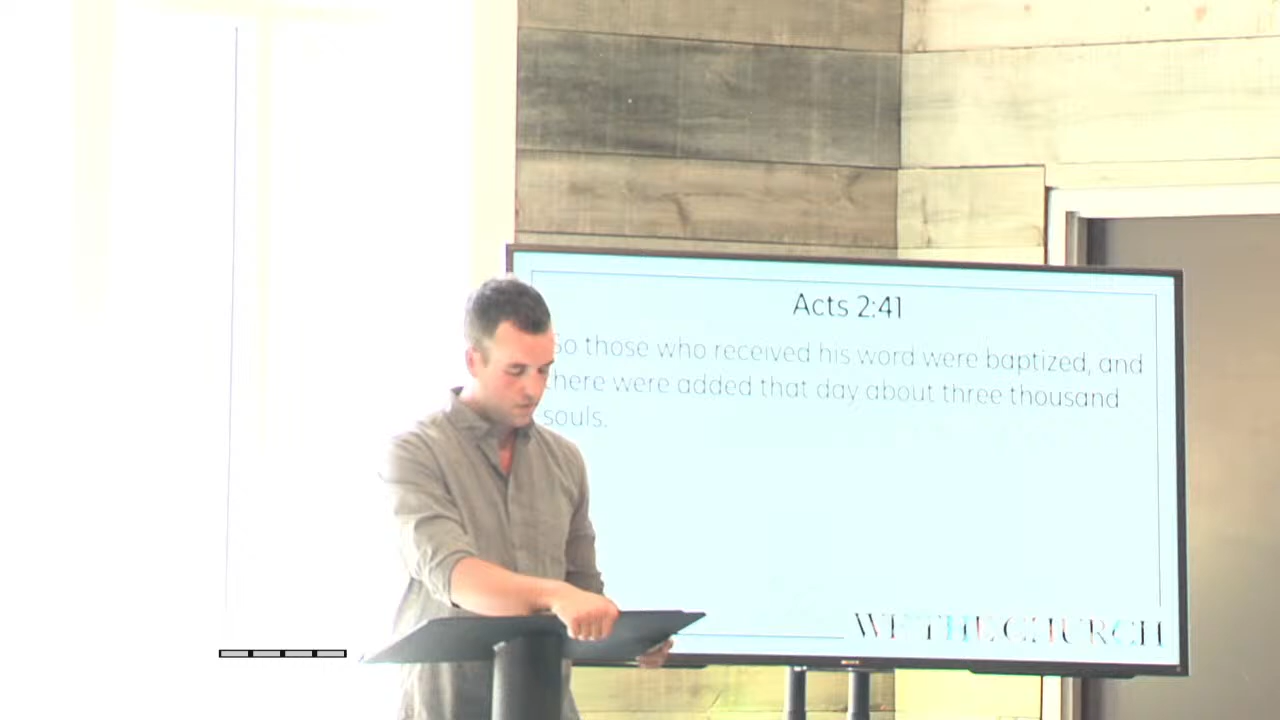 Acts 2:41
So those who received his word were baptized, and
there were added that day about three thousand
souls.
WE THE CHURCH